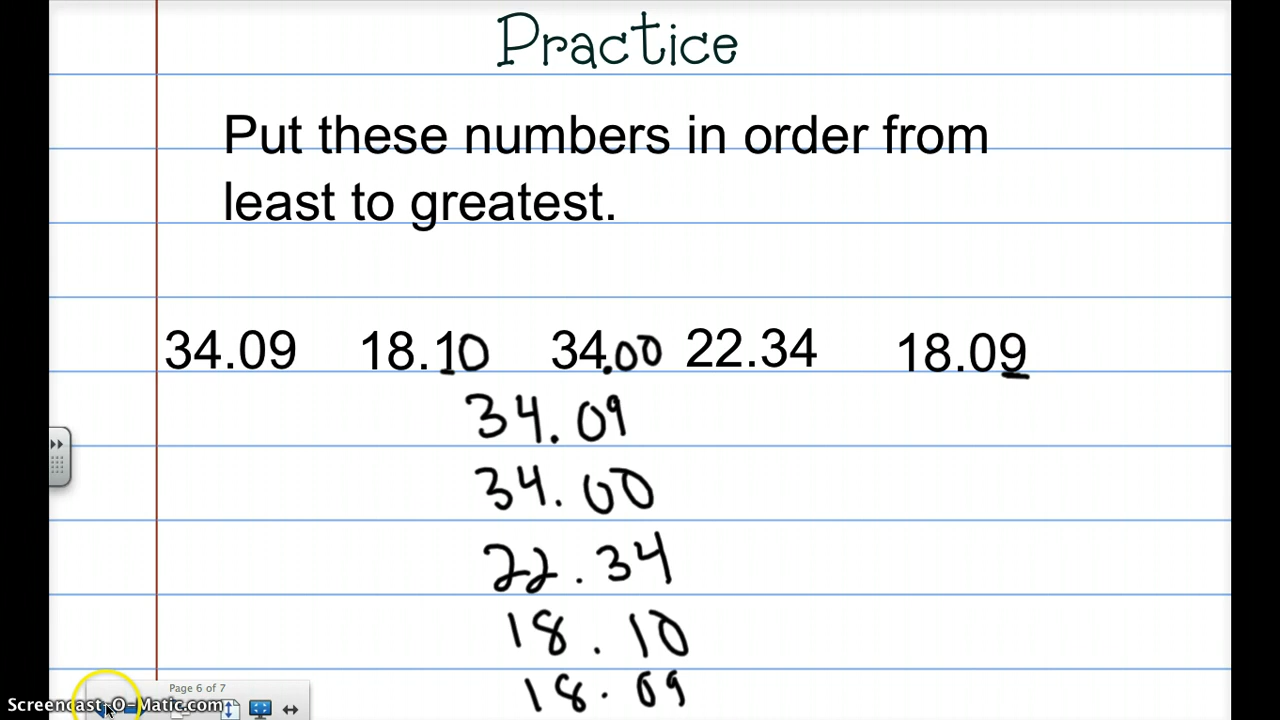 Practice
Put these numbers in order from
least to greatest.
34.09 18.10 34.00 22.34 18.09
34.09
34.00
22.34
18.10
18.09
Page 6 of 7
Screencast-O-Matic.com